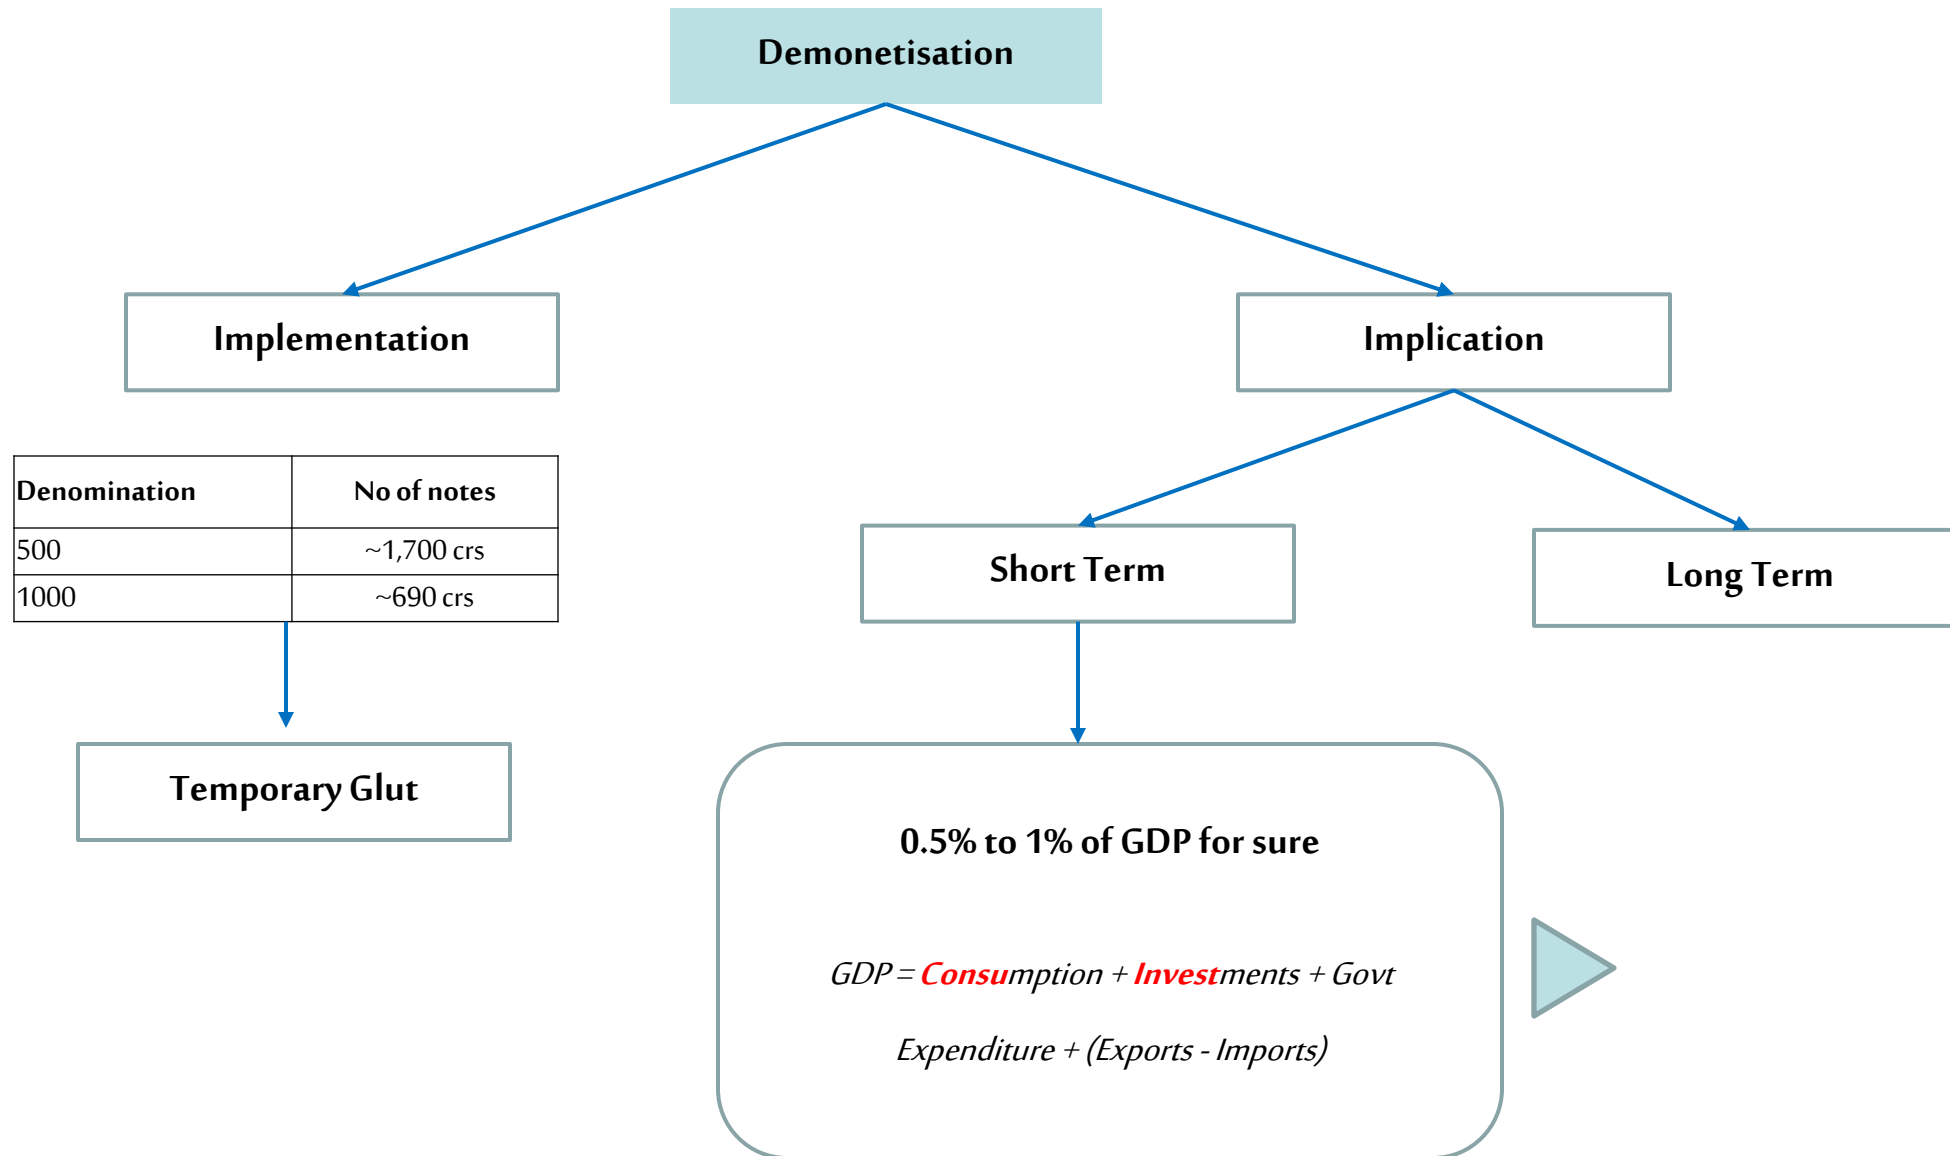 Demonetisation
Implementation
Implication
Denomination No of notes
500 ~1,700 crs
1000 ~690 crs
Short Term
Long Term
Temporary Glut
0.5% to 1% of GDP for sure
GDP = Consumption + Investments + Govt
Expenditure + (Exports - Imports)